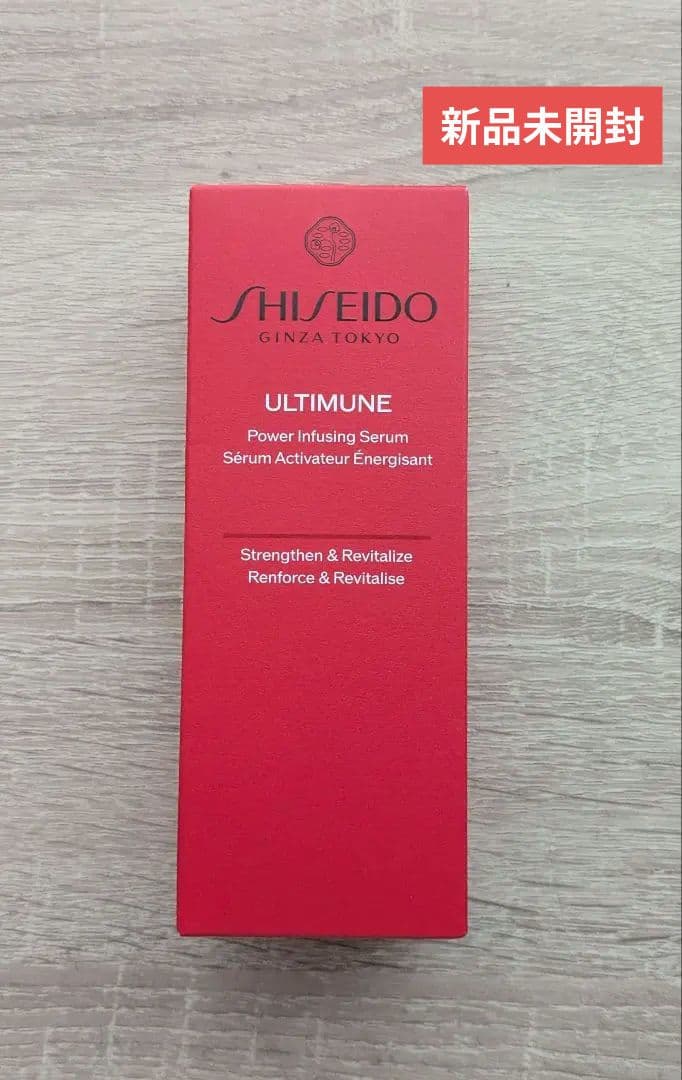 新品未開封
SHISEIDO
GINZA TOKYO
ULTIMUNE
Power Infusing Serum
Sérum Activateur Énergisant
Strengthen & Revitalize
Renforce & Revitalise